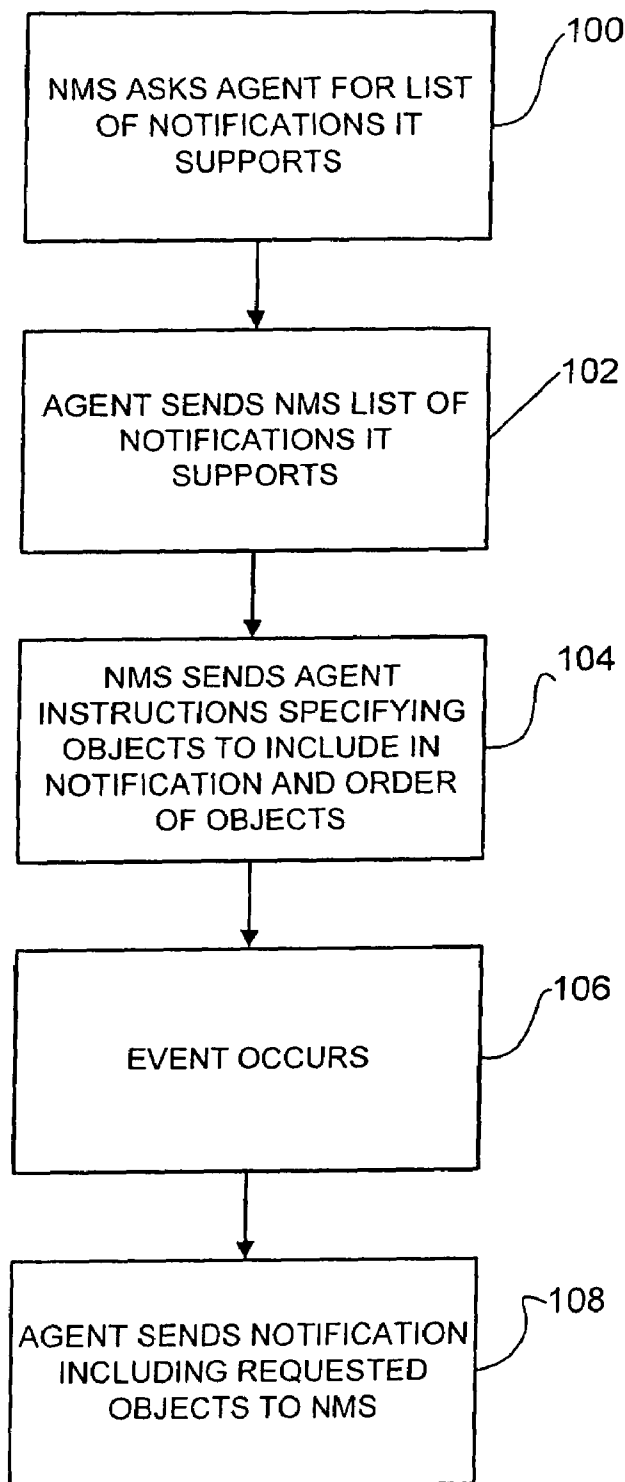 100
NMS ASKS AGENT FOR LIST
OF NOTIFICATIONS IT
SUPPORTS
102
AGENT SENDS NMS LIST OF
NOTIFICATIONS IT
SUPPORTS
104
NMS SENDS AGENT
INSTRUCTIONS SPECIFYING
OBJECTS TO INCLUDE IN
NOTIFICATION AND ORDER
OF OBJECTS
106
EVENT OCCURS
108
AGENT SENDS NOTIFICATION
INCLUDING REQUESTED
OBJECTS TO NMS